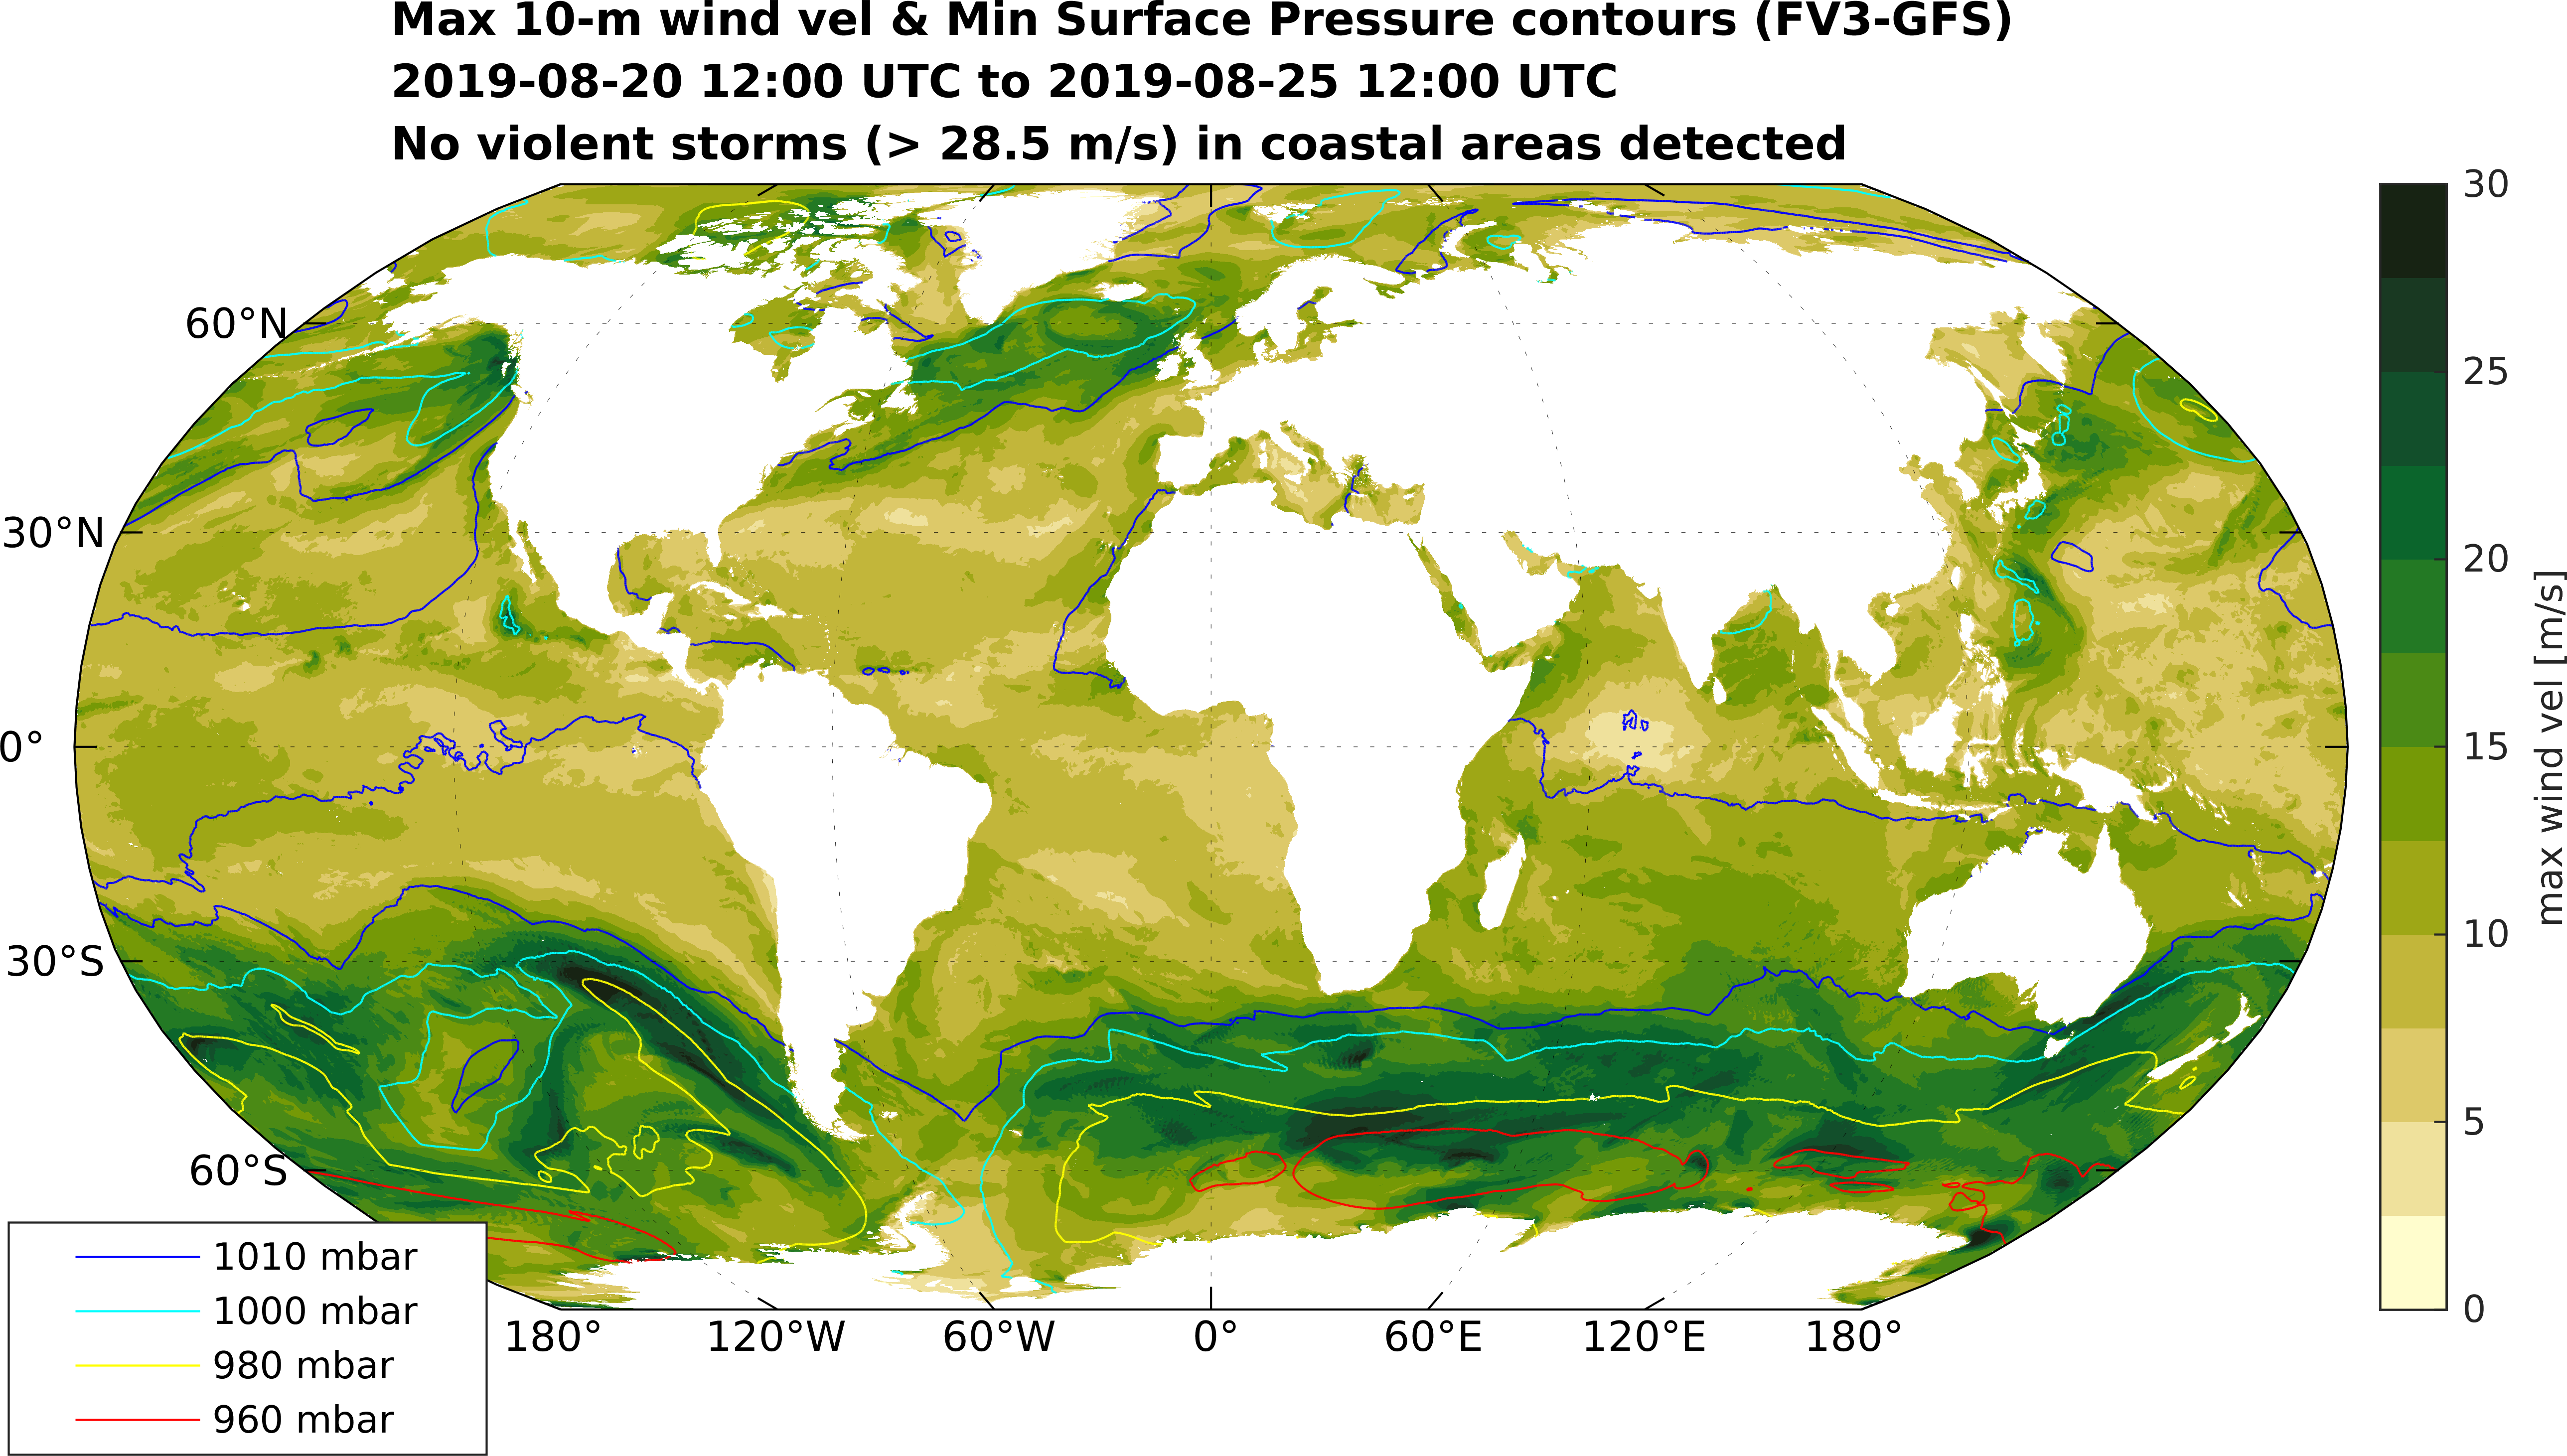 Max 10-m wind vel & Min Surface Pressure contours (FV3-GFS)
2019-08-20 12:00 UTC to 2019-08-25 12:00 UTC
No violent storms (> 28.5 m/s) in coastal areas detected
60°N
30°N
0°
30°S
60°S
180°
120°W
60°W
0°
60°E
120°E
180°
1010 mbar
1000 mbar
980 mbar
960 mbar
30
25
20
15
10
5
0
max wind vel [m/s]